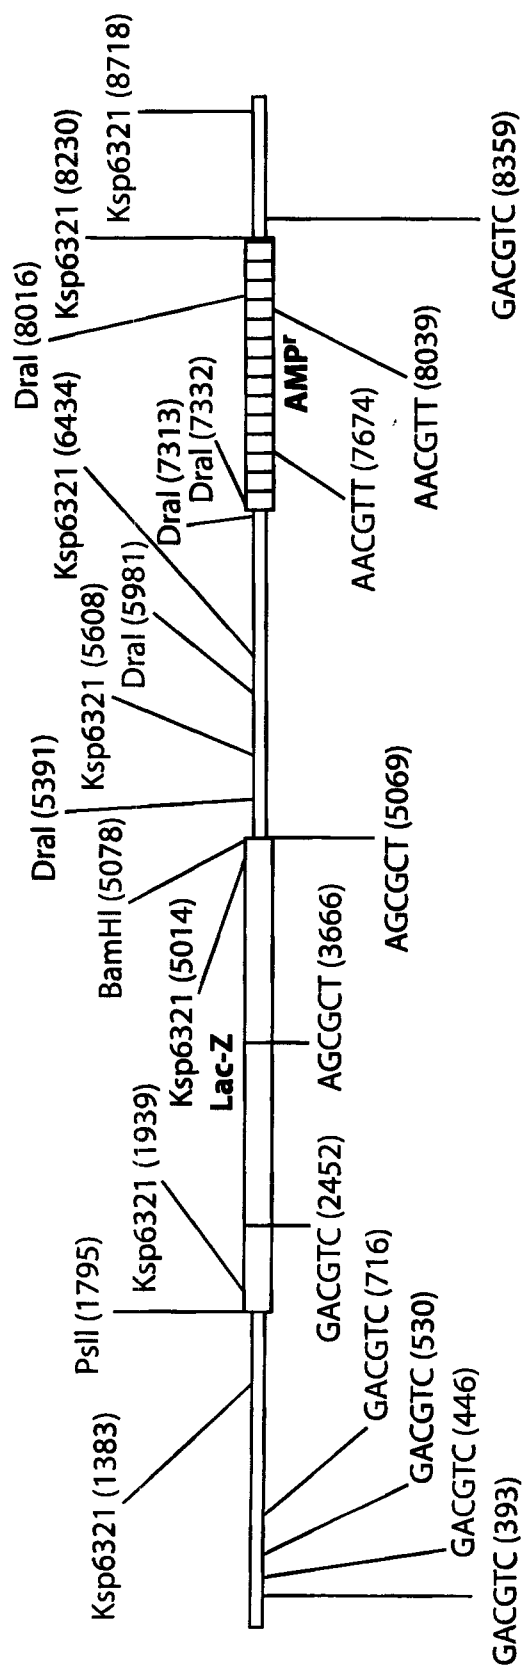 Ksp6321 (1383)
PslI (1795)
Ksp6321 (1939)
Lac-Z
Ksp6321 (5014)
BamHI (5078)
DraI (5391)
Ksp6321 (5608)
DraI (5981)
Ksp6321 (6434)
DraI (7313)
DraI (7332)
DraI (8016)
Ksp6321 (8230)
Ksp6321 (8718)
GACGTC (393)
GACGTC (446)
GACGTC (530)
GACGTC (716)
GACGTC (2452)
AGCGCT (3666)
AGCGCT (5069)
AACGTT (7674)
AMPʳ
AACGTT (8039)
GACGTC (8359)